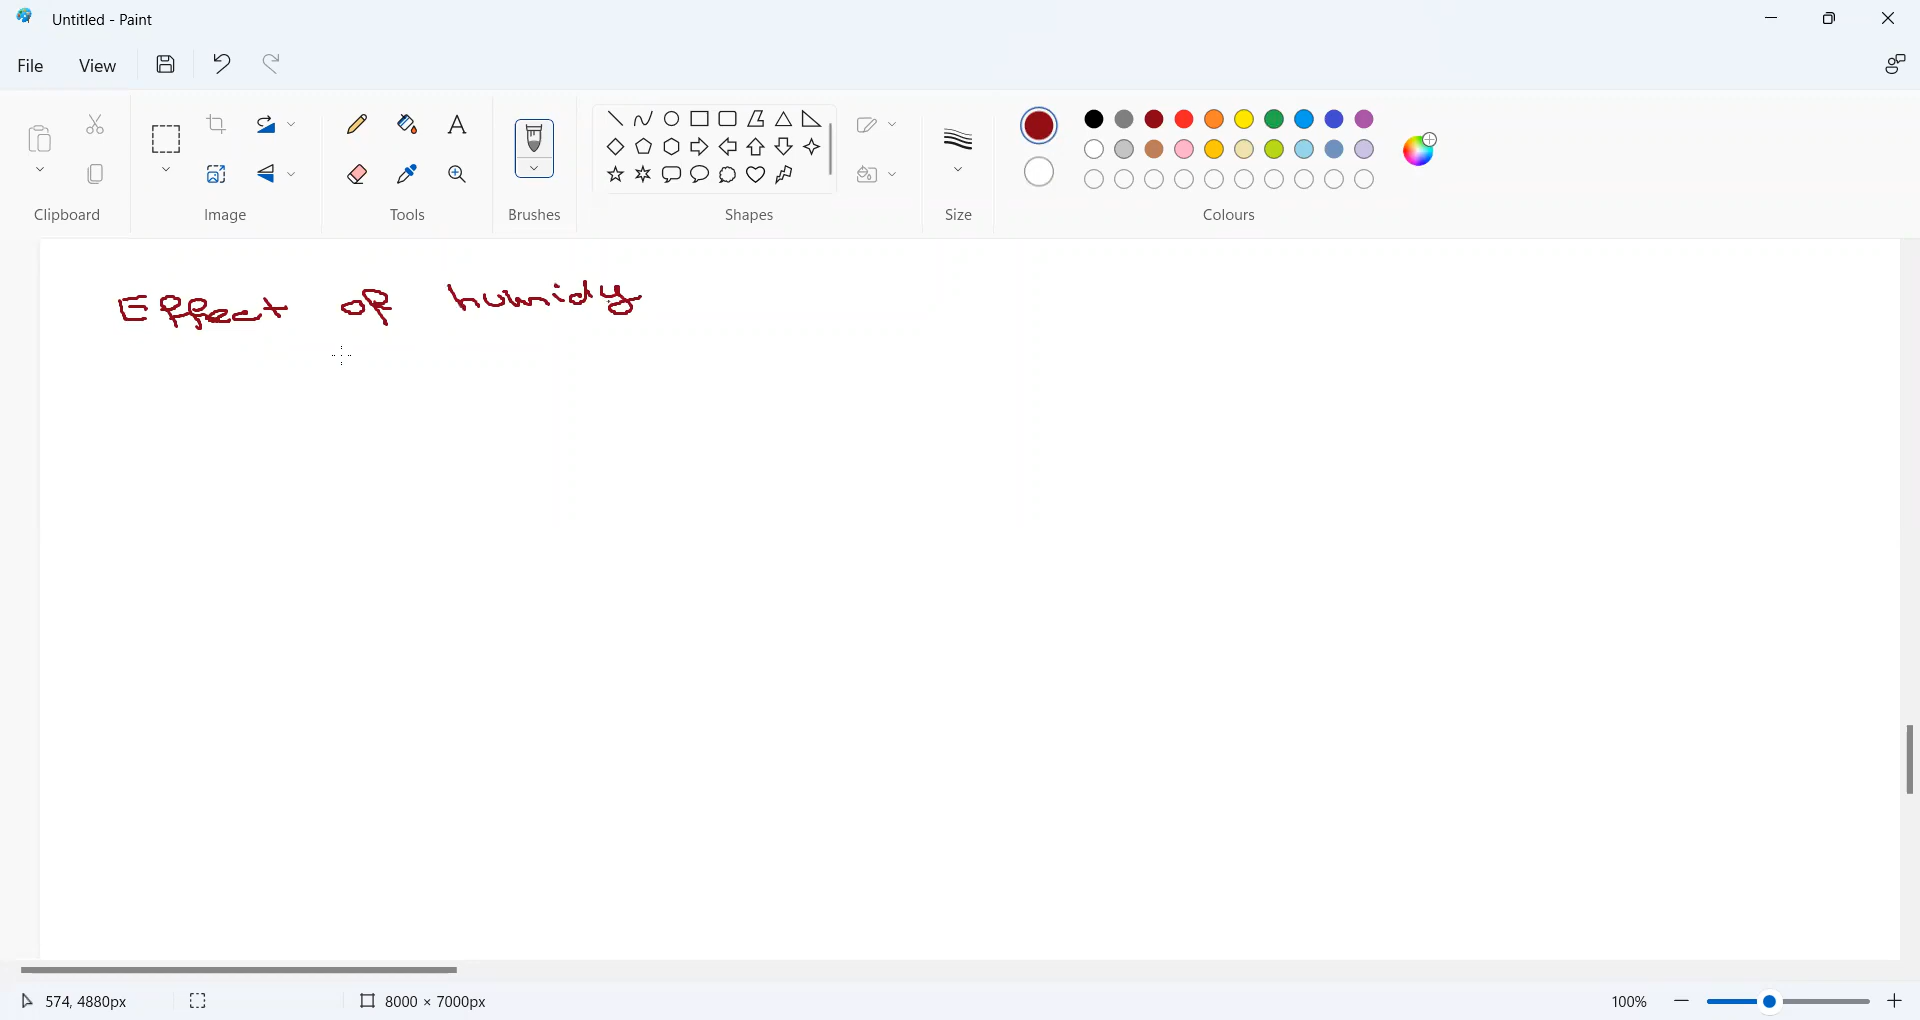 Untitled - Paint
File View
Clipboard Image Tools Brushes Shapes Size Colours
Effect of humidy
574, 4880px 8000 × 7000px 100%